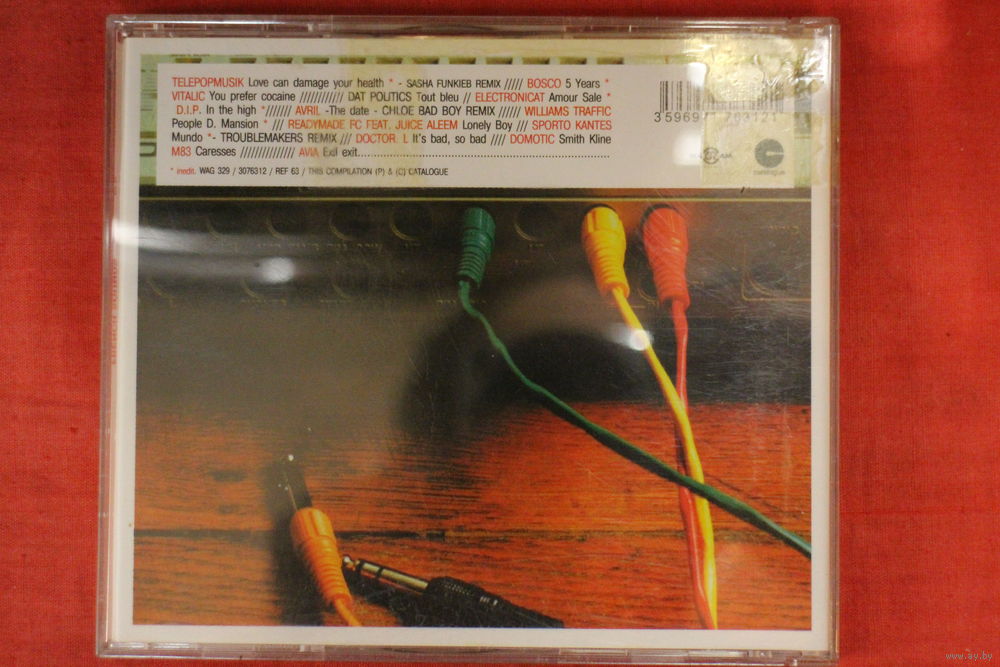 TELEPOPMUSIK Love can damage your health * - SASHA FUNKIEB REMIX ///// BOSCO 5 Years *
VITALIC You prefer cocaine //////////// DAT POLITICS Tout bleu // ELECTRONICAT Amour Sale *
D.I.P. In the high *//////// AVRIL -The date - CHLOE BAD BOY REMIX ////// WILLIAMS TRAFFIC
People D. Mansion * /// READYMADE FC FEAT. JUICE ALEEM Lonely Boy /// SPORTO KANTES
Mundo *- TROUBLEMAKERS REMIX /// DOCTOR. L It's bad, so bad //// DOMOTIC Smith Kline
M83 Caresses /////////////// AVIA Exil exit......................................................................
* inedit. WAG 329 / 3076312 / REF 63 / THIS COMPILATION (P) & (C) CATALOGUE
catalogue
www.ay.by